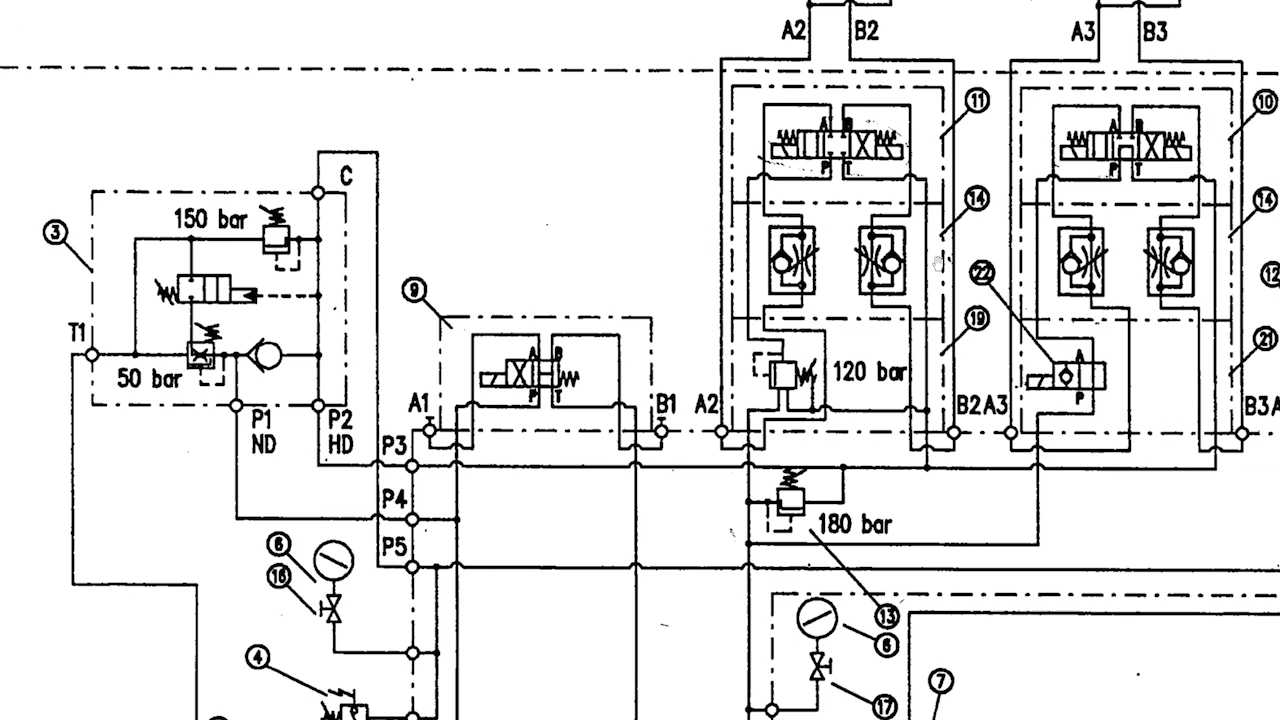 A2 B2 A3 B3
11 10
A B A B
P T P T
C
150 bar
3 14 14
22 12
9
T1 19 21
A B A
50 bar 120 bar
P T P
A1 B1 A2 B2 A3 B3 A
P1 P2
ND HD
P3
P4
180 bar
6 P5
16
13
6
4
7
17